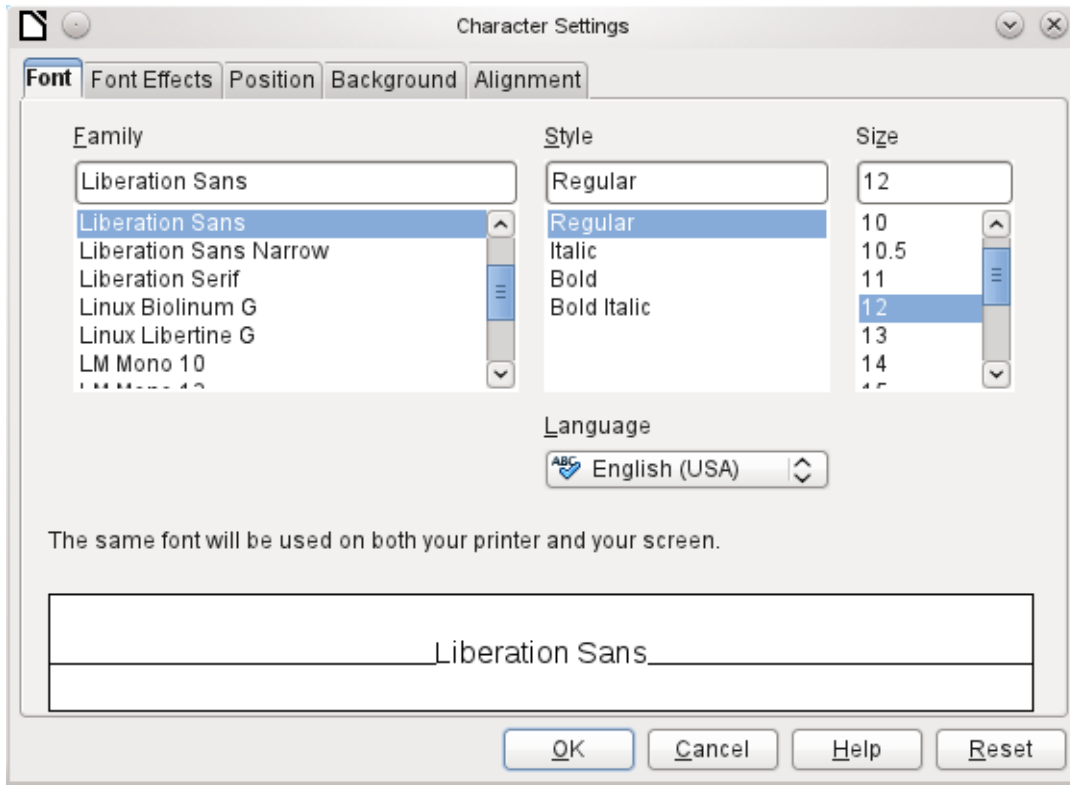 Character Settings
Font Font Effects Position Background Alignment
Family Style Size
Liberation Sans Regular 12
Liberation Sans Regular 10
Liberation Sans Narrow Italic 10.5
Liberation Serif Bold 11
Linux Biolinum G Bold Italic 12
Linux Libertine G 13
LM Mono 10 14
Language
ABC English (USA)
The same font will be used on both your printer and your screen.
Liberation Sans
OK Cancel Help Reset